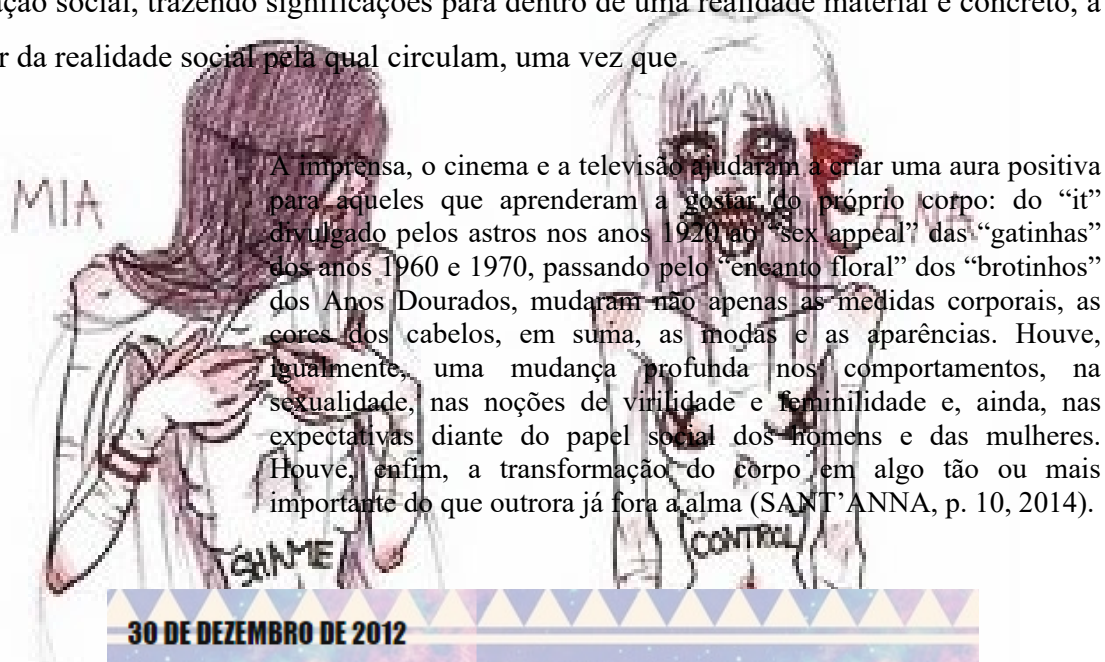 ação social, trazendo significações para dentro de uma realidade material e concreto, a
r da realidade social pela qual circulam, uma vez que
MIA
A imprensa, o cinema e a televisão ajudaram a criar uma aura positiva
para aqueles que aprenderam a gostar do próprio corpo: do “it”
ANA
divulgado pelos astros nos anos 1920 ao “sex appeal” das “gatinhas”
dos anos 1960 e 1970, passando pelo “encanto floral” dos “brotinhos”
dos Anos Dourados, mudaram não apenas as medidas corporais, as
cores dos cabelos, em suma, as modas e as aparências. Houve,
igualmente, uma mudança profunda nos comportamentos, na
sexualidade, nas noções de virilidade e feminilidade e, ainda, nas
expectativas diante do papel social dos homens e das mulheres.
Houve, enfim, a transformação do corpo em algo tão ou mais
importante do que outrora já fora a alma (SANT’ANNA, p. 10, 2014).
SHAME
CONTROL
30 DE DEZEMBRO DE 2012